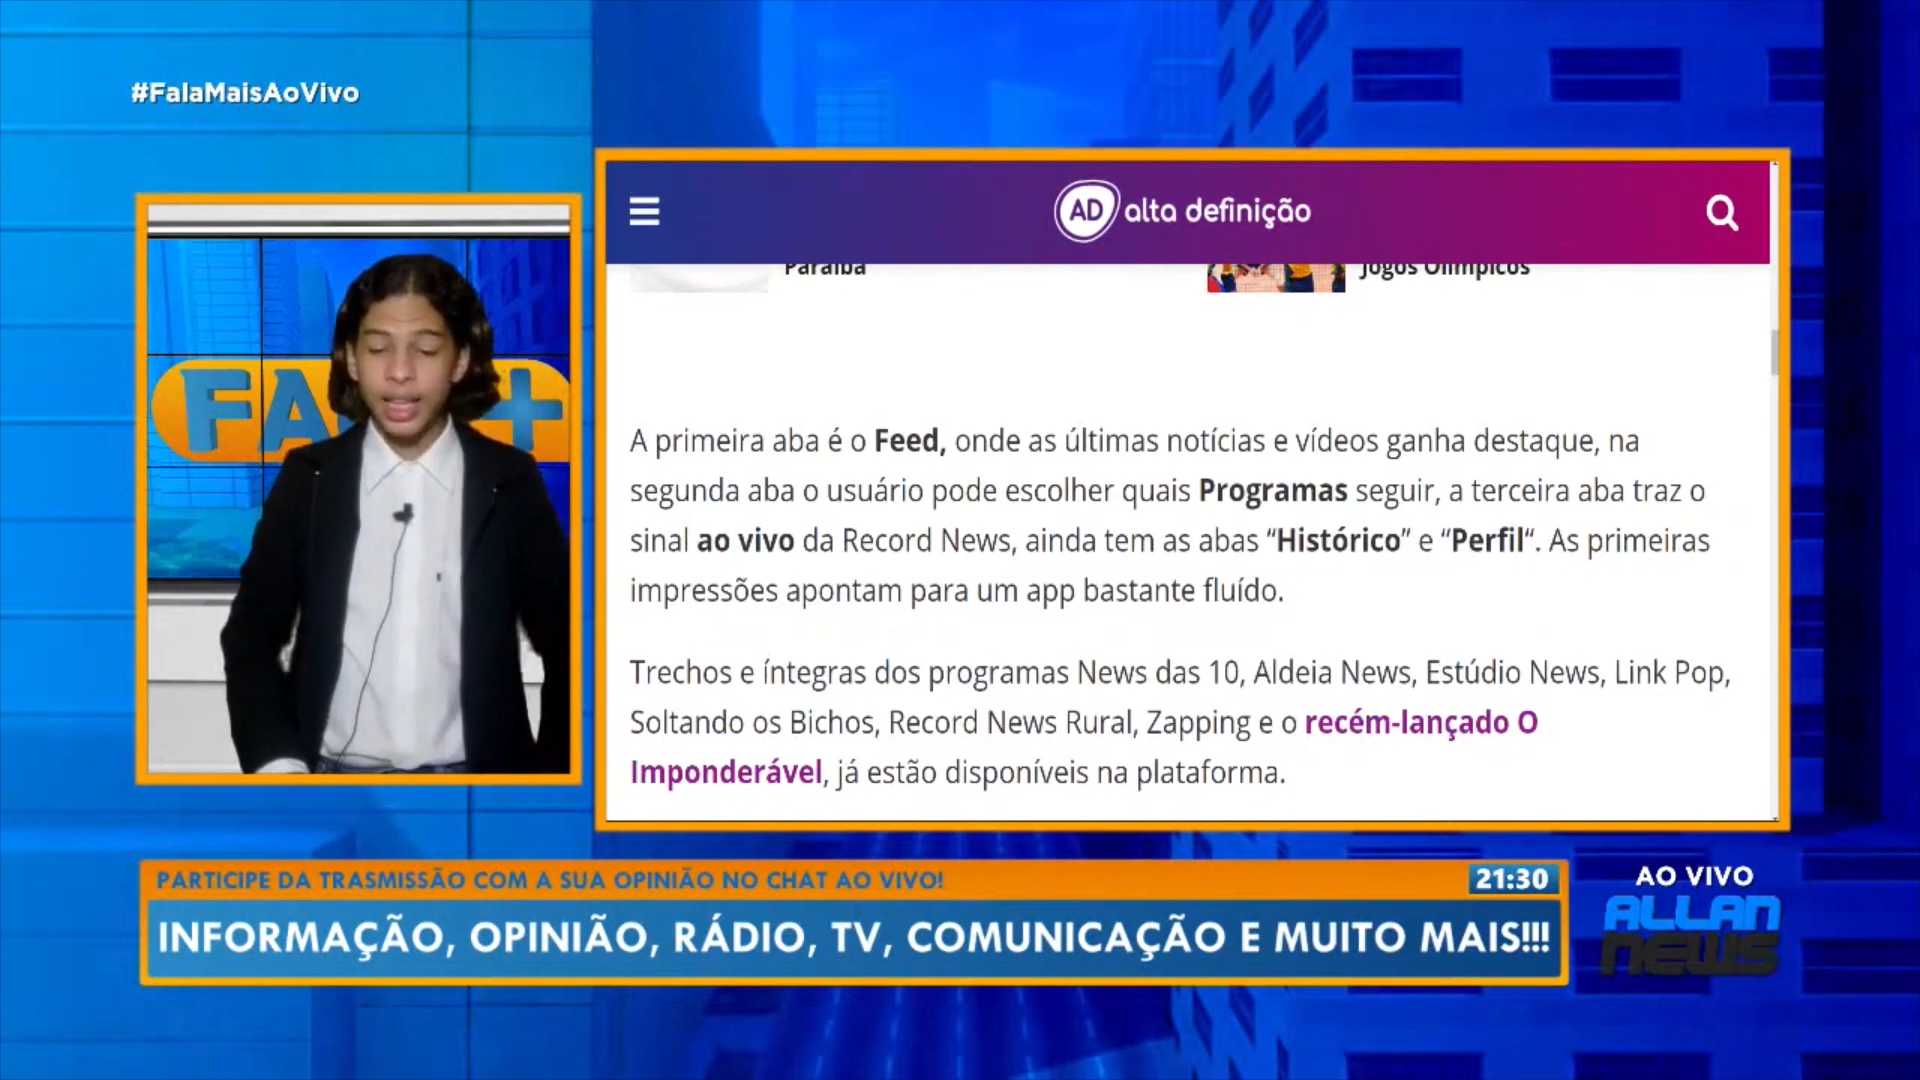 #FalaMaisAoVivo
AD alta definição
Paraíba
Jogos Olímpicos
FA
+
A primeira aba é o Feed, onde as últimas notícias e vídeos ganha destaque, na
segunda aba o usuário pode escolher quais Programas seguir, a terceira aba traz o
sinal ao vivo da Record News, ainda tem as abas “Histórico” e “Perfil“. As primeiras
impressões apontam para um app bastante fluído.
Trechos e íntegras dos programas News das 10, Aldeia News, Estúdio News, Link Pop,
Soltando os Bichos, Record News Rural, Zapping e o recém-lançado O
Imponderável, já estão disponíveis na plataforma.
PARTICIPE DA TRASMISSÃO COM A SUA OPINIÃO NO CHAT AO VIVO!
21:30
INFORMAÇÃO, OPINIÃO, RÁDIO, TV, COMUNICAÇÃO E MUITO MAIS!!!
AO VIVO
ALLAN
NEWS